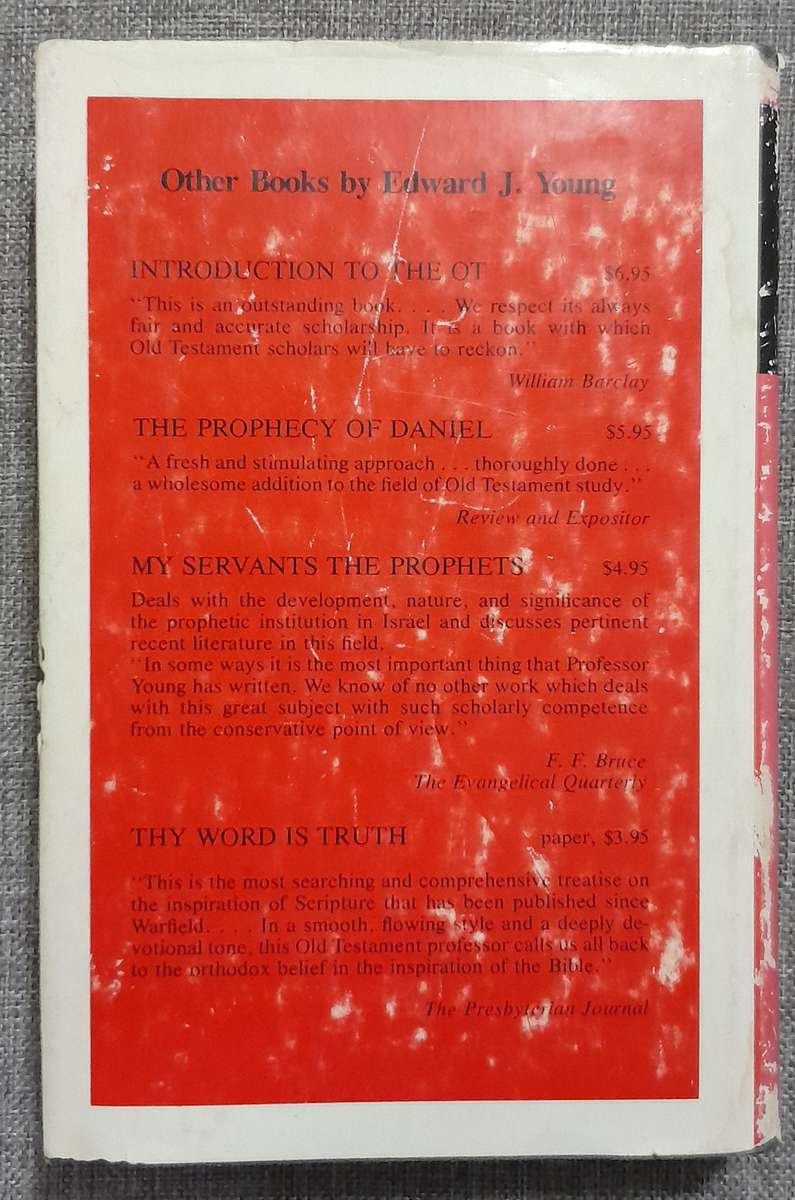 Other Books by Edward J. Young
INTRODUCTION TO THE OT $6.95
"This is an outstanding book. . . . We respect its always
fair and accurate scholarship. It is a book with which
Old Testament scholars will have to reckon."
William Barclay
THE PROPHECY OF DANIEL $5.95
"A fresh and stimulating approach . . . thoroughly done . . .
a wholesome addition to the field of Old Testament study."
Review and Expositor
MY SERVANTS THE PROPHETS $4.95
Deals with the development, nature, and significance of
the prophetic institution in Israel and discusses pertinent
recent literature in this field.
"In some ways it is the most important thing that Professor
Young has written. We know of no other work which deals
with this great subject with such scholarly competence
from the conservative point of view."
F. F. Bruce
The Evangelical Quarterly
THY WORD IS TRUTH paper, $3.95
"This is the most searching and comprehensive treatise on
the inspiration of Scripture that has been published since
Warfield. . . . In a smooth, flowing style and a deeply de-
votional tone, this Old Testament professor calls us all back
to the orthodox belief in the inspiration of the Bible."
The Presbyterian Journal